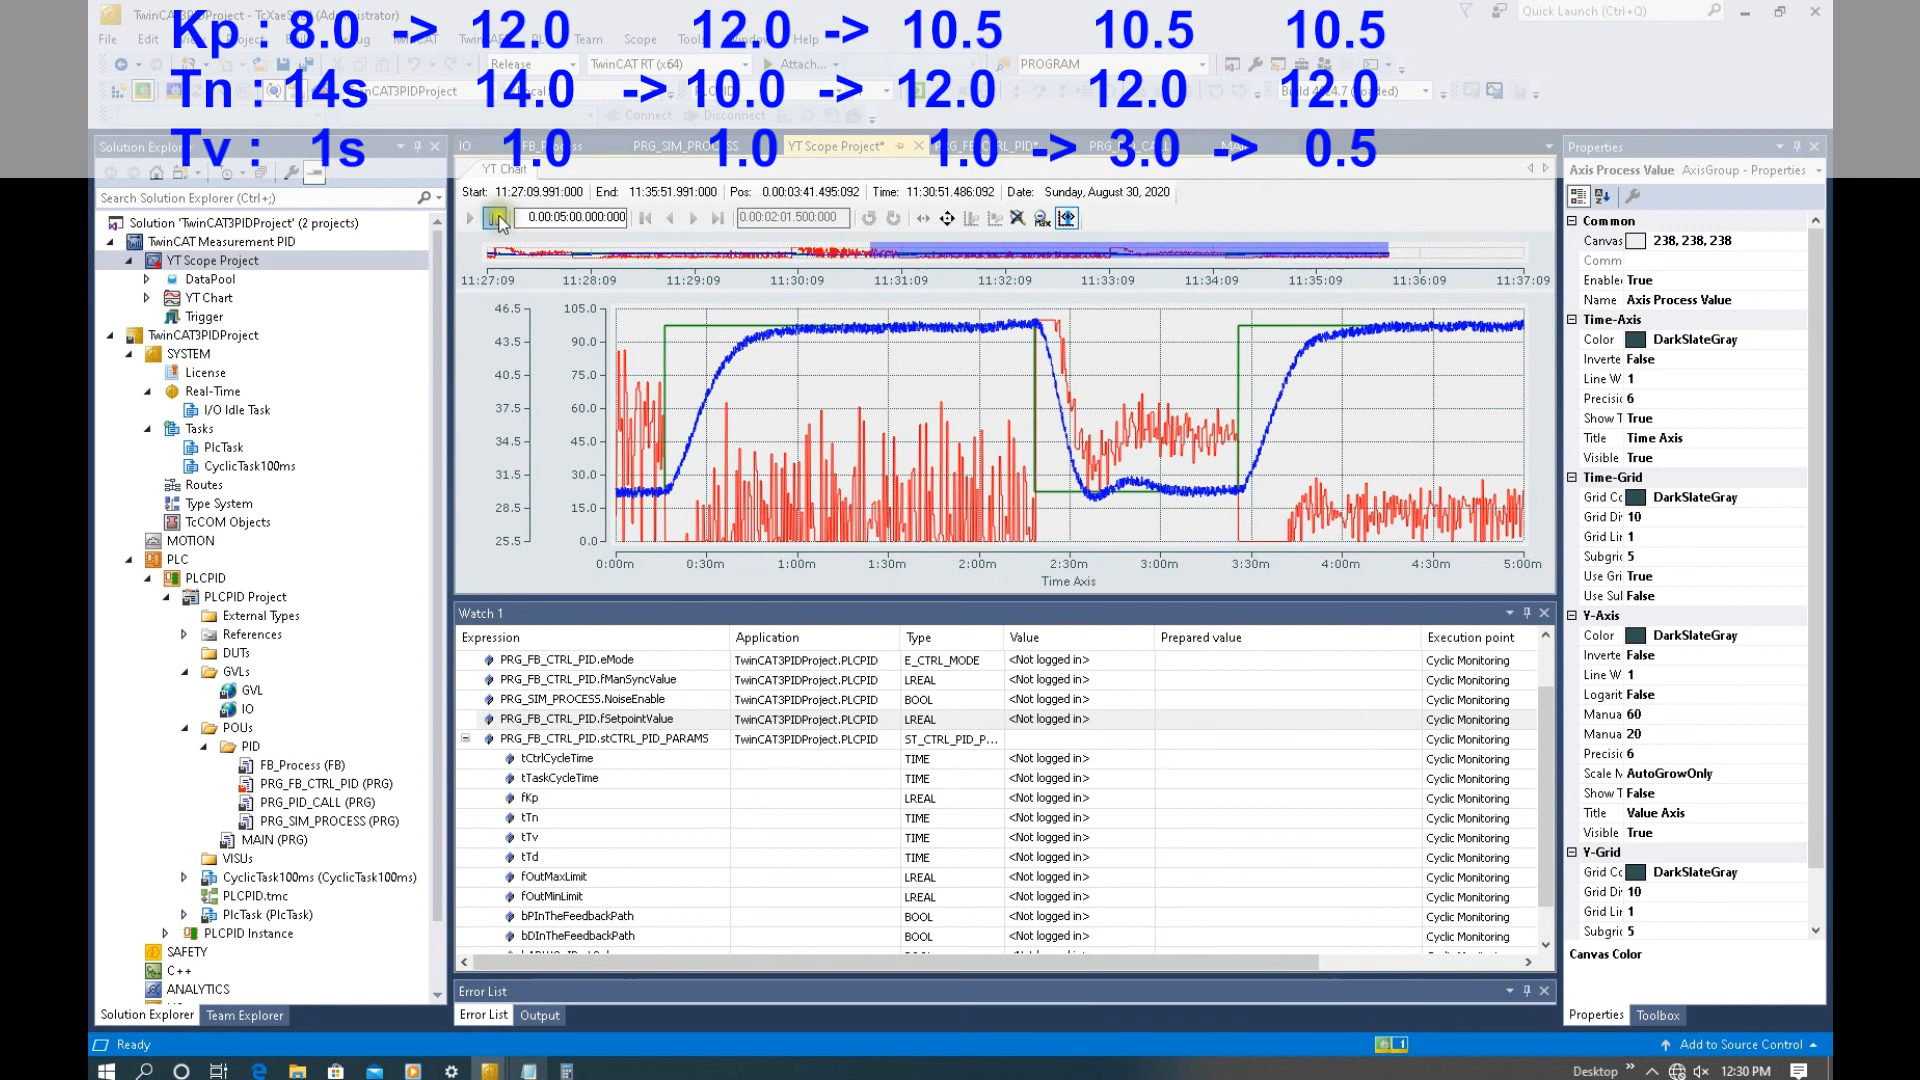 Kp : 8.0 -> 12.0 12.0 -> 10.5 10.5 10.5
Tn : 14s 14.0 -> 10.0 -> 12.0 12.0 12.0
Tv : 1s 1.0 1.0 1.0 -> 3.0 -> 0.5
File Edit Team Scope Help
Quick Launch (Ctrl+Q)
Release TwinCAT RT (x64) Attach... PROGRAM
Connect Disconnect
Solution Explorer
IO FB_Process PRG_SIM_PROCESS YT Scope Project*
Properties
YT Chart
Axis Process Value AxisGroup - Properties
Start: 11:27:09.991:000 End: 11:35:51.991:000 Pos: 0.00:03:41.495:092 Time: 11:30:51.486:092 Date: Sunday, August 30, 2020
Search Solution Explorer (Ctrl+;)
0.00:05:00.000:000 0.00:02:01.500:000
Solution 'TwinCAT3PIDProject' (2 projects)
TwinCAT Measurement PID
YT Scope Project
DataPool
YT Chart
Trigger
TwinCAT3PIDProject
SYSTEM
License
Real-Time
I/O Idle Task
Tasks
PlcTask
CyclicTask100ms
Routes
Type System
TcCOM Objects
MOTION
PLC
PLCPID
PLCPID Project
External Types
References
DUTs
GVLs
GVL
IO
POUs
PID
FB_Process (FB)
PRG_FB_CTRL_PID (PRG)
PRG_PID_CALL (PRG)
PRG_SIM_PROCESS (PRG)
MAIN (PRG)
VISUs
CyclicTask100ms (CyclicTask100ms)
PLCPID.tmc
PlcTask (PlcTask)
PLCPID Instance
SAFETY
C++
ANALYTICS
Solution Explorer Team Explorer
11:27:09 11:28:09 11:29:09 11:30:09 11:31:09 11:32:09 11:33:09 11:34:09 11:35:09 11:36:09 11:37:09
46.5 105.0
43.5 90.0
40.5 75.0
37.5 60.0
34.5 45.0
31.5 30.0
28.5 15.0
25.5 0.0
0:00m 0:30m 1:00m 1:30m 2:00m 2:30m 3:00m 3:30m 4:00m 4:30m 5:00m
Time Axis
Watch 1
Expression Application Type Value Prepared value Execution point
PRG_FB_CTRL_PID.eMode TwinCAT3PIDProject.PLCPID E_CTRL_MODE <Not logged in> Cyclic Monitoring
PRG_FB_CTRL_PID.fManSyncValue TwinCAT3PIDProject.PLCPID LREAL <Not logged in> Cyclic Monitoring
PRG_SIM_PROCESS.NoiseEnable TwinCAT3PIDProject.PLCPID BOOL <Not logged in> Cyclic Monitoring
PRG_FB_CTRL_PID.fSetpointValue TwinCAT3PIDProject.PLCPID LREAL <Not logged in> Cyclic Monitoring
PRG_FB_CTRL_PID.stCTRL_PID_PARAMS TwinCAT3PIDProject.PLCPID ST_CTRL_PID_P... Cyclic Monitoring
tCtrlCycleTime TIME <Not logged in> Cyclic Monitoring
tTaskCycleTime TIME <Not logged in> Cyclic Monitoring
fKp LREAL <Not logged in> Cyclic Monitoring
tTn TIME <Not logged in> Cyclic Monitoring
tTv TIME <Not logged in> Cyclic Monitoring
tTd TIME <Not logged in> Cyclic Monitoring
fOutMaxLimit LREAL <Not logged in> Cyclic Monitoring
fOutMinLimit LREAL <Not logged in> Cyclic Monitoring
bPInTheFeedbackPath BOOL <Not logged in> Cyclic Monitoring
bDInTheFeedbackPath BOOL <Not logged in> Cyclic Monitoring
Error List
Error List Output
Common
Canvas 238, 238, 238
Comm
Enable True
Name Axis Process Value
Time-Axis
Color DarkSlateGray
Inverte False
Line W 1
Precisic 6
Show T True
Title Time Axis
Visible True
Time-Grid
Grid Cc DarkSlateGray
Grid Di 10
Grid Lir 1
Subgric 5
Use Gri True
Use Sul False
Y-Axis
Color DarkSlateGray
Inverte False
Line W 1
Logarit False
Manua 60
Manua 20
Precisic 6
Scale M AutoGrowOnly
Show T False
Title Value Axis
Visible True
Y-Grid
Grid Cc DarkSlateGray
Grid Di 10
Grid Lir 1
Subgric 5
Canvas Color
Properties Toolbox
Ready
1
Add to Source Control
Desktop
12:30 PM